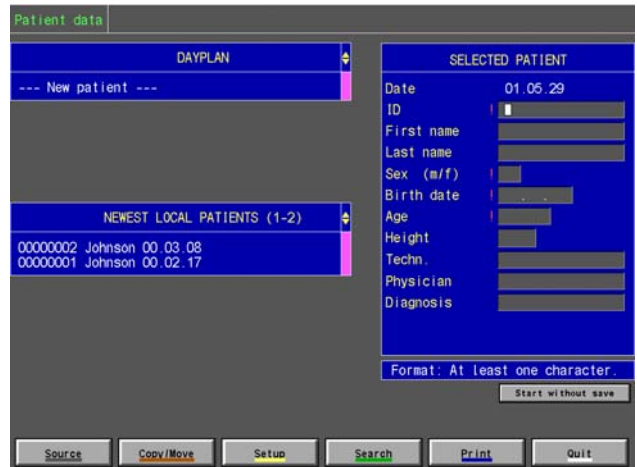 Patient data
DAYPLAN
--- New patient ---
NEWEST LOCAL PATIENTS (1-2)
00000002 Johnson 00.03.08
00000001 Johnson 00.02.17
SELECTED PATIENT
Date 01.05.29
ID !
First name
Last name
Sex (m/f) !
Birth date ! . .
Age !
Height
Techn.
Physician
Diagnosis
Format: At least one character.
Start without save
Source Copy/Move Setup Search Print Quit